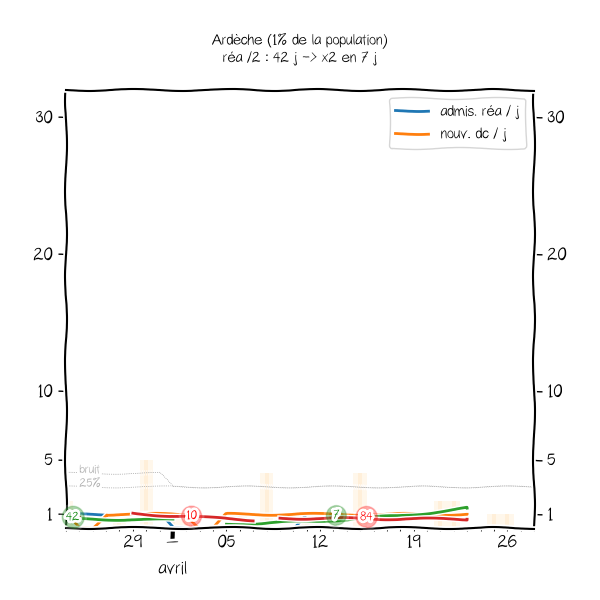 Ardèche (1% de la population)
réa /2 : 42 j -> x2 en 7 j
admis. réa / j
nouv. dc / j
30 30
20 20
10 10
5 5
bruit
25%
1 1
42 10 7 84
29 1 05 12 19 26
avril